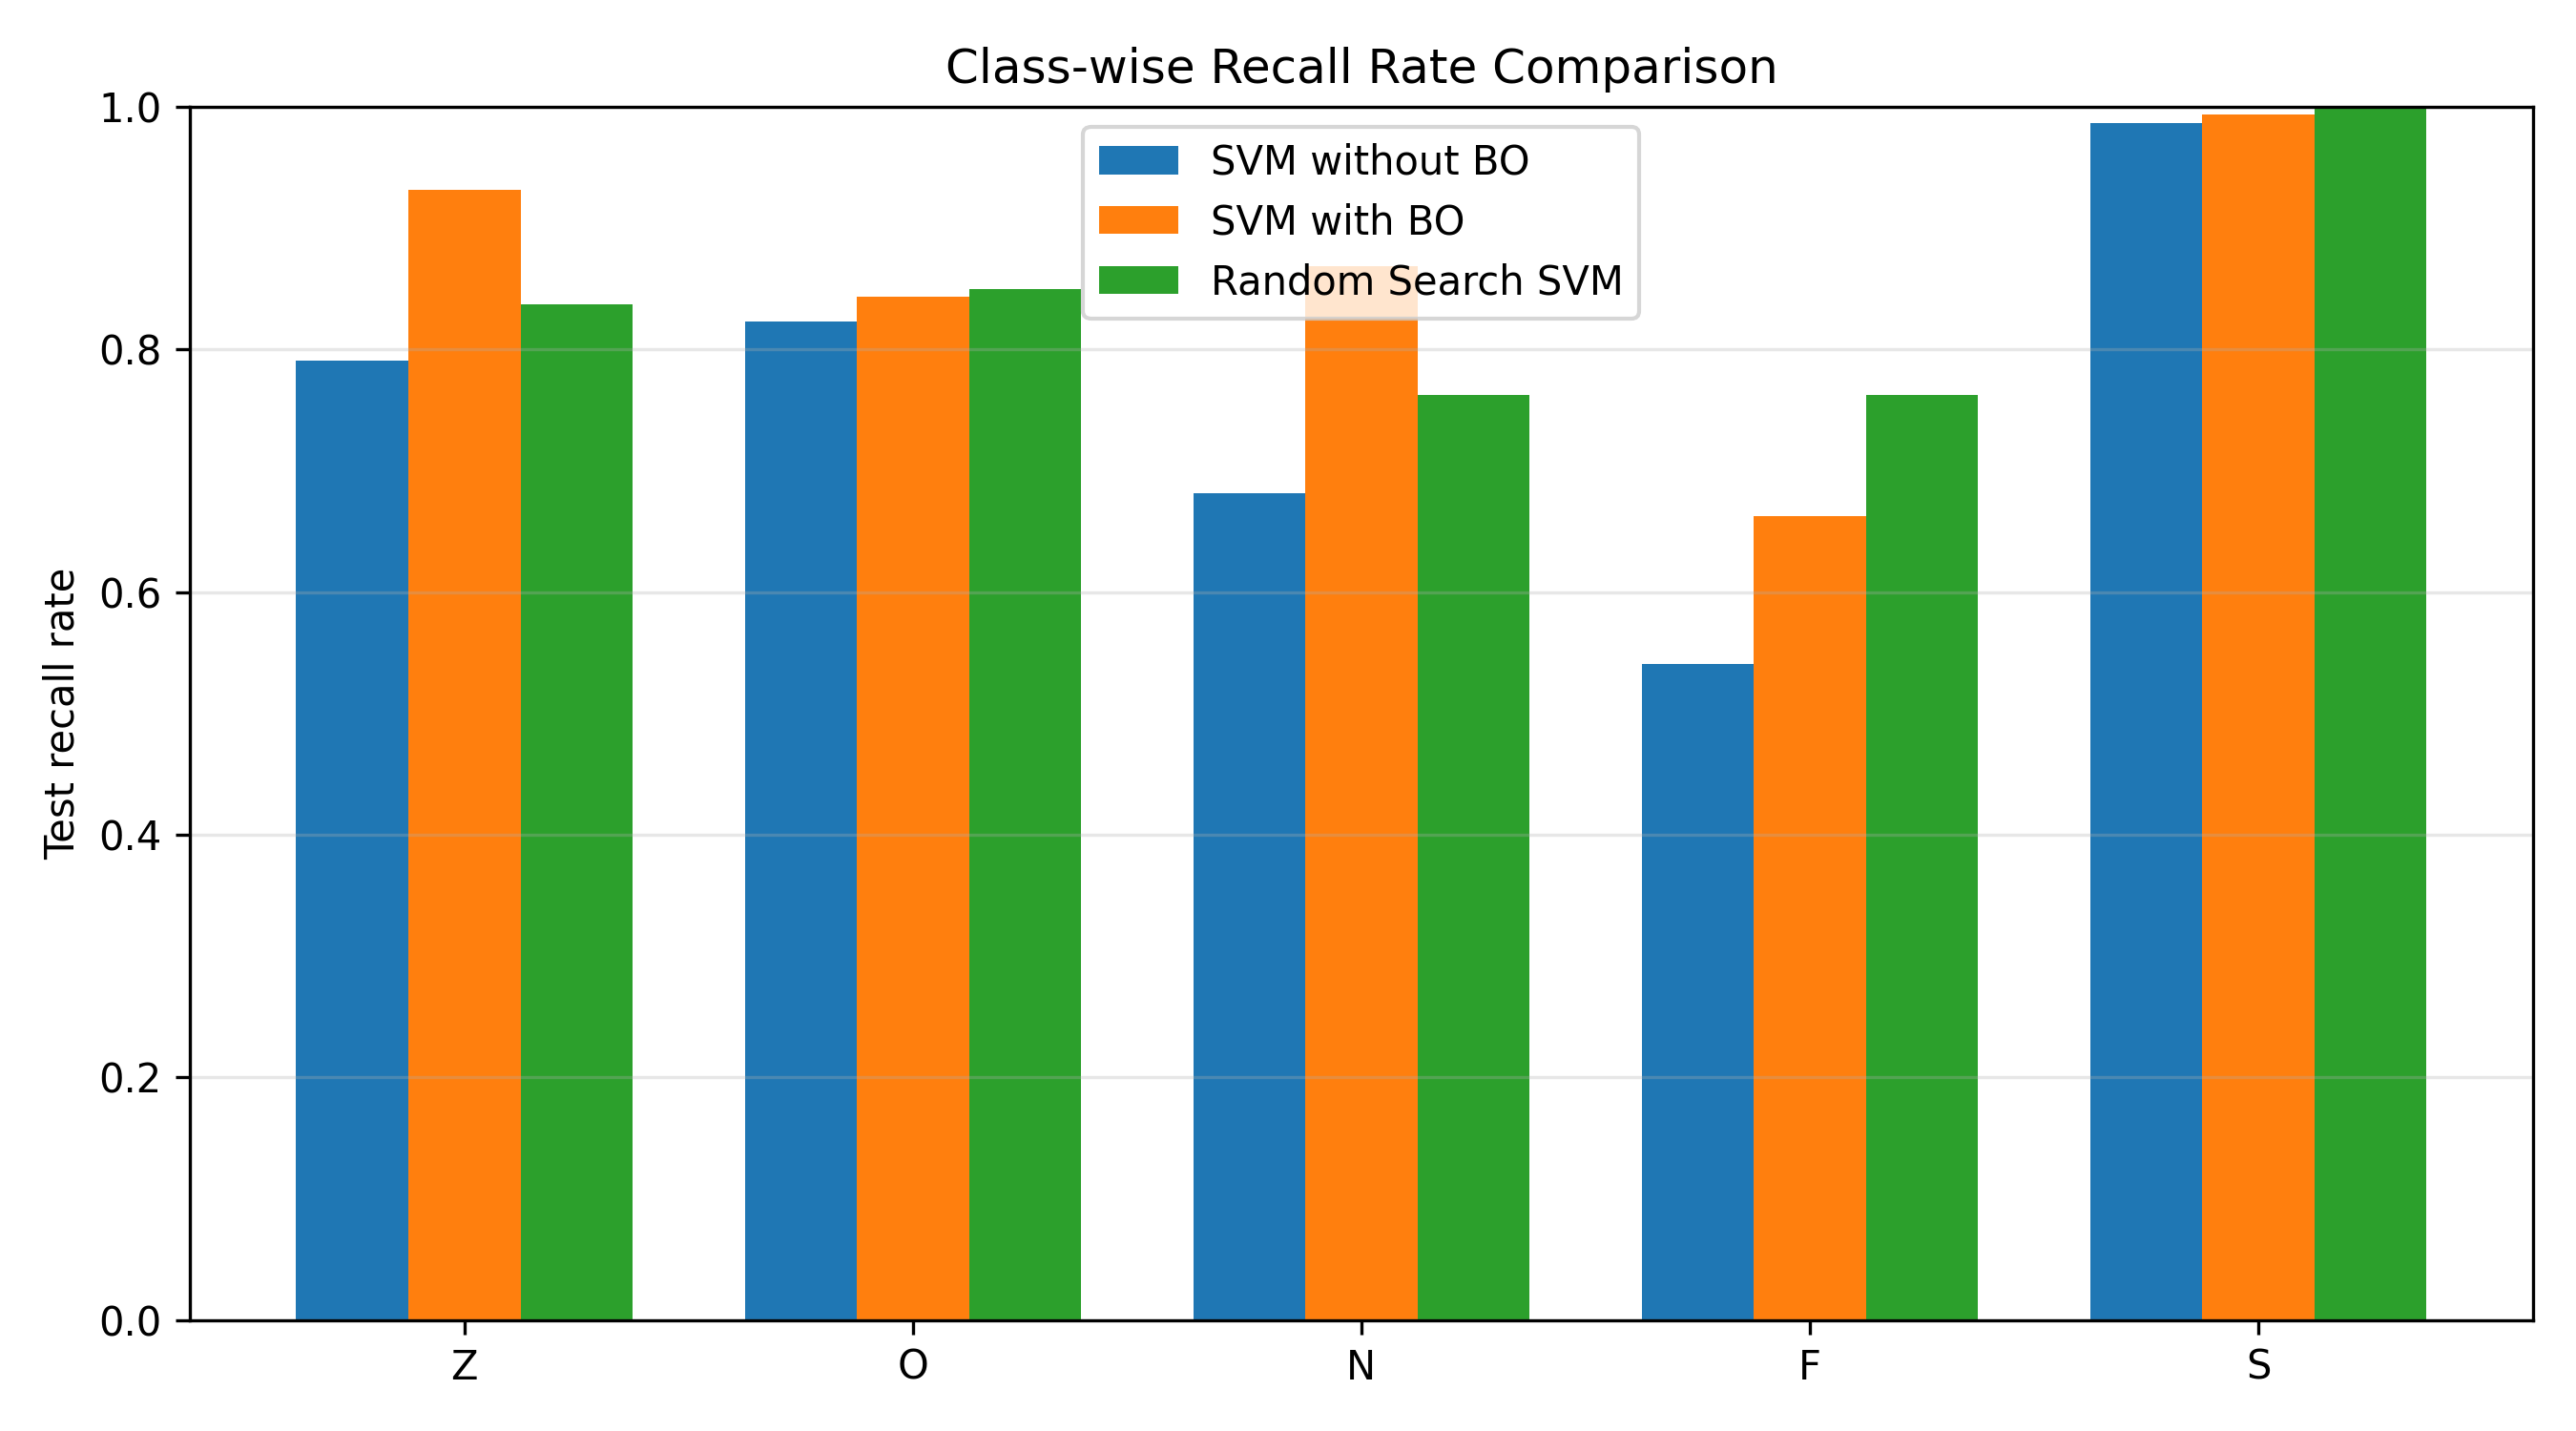 Class-wise Recall Rate Comparison
SVM without BO
SVM with BO
Random Search SVM
Test recall rate
1.0
0.8
0.6
0.4
0.2
0.0
Z O N F S